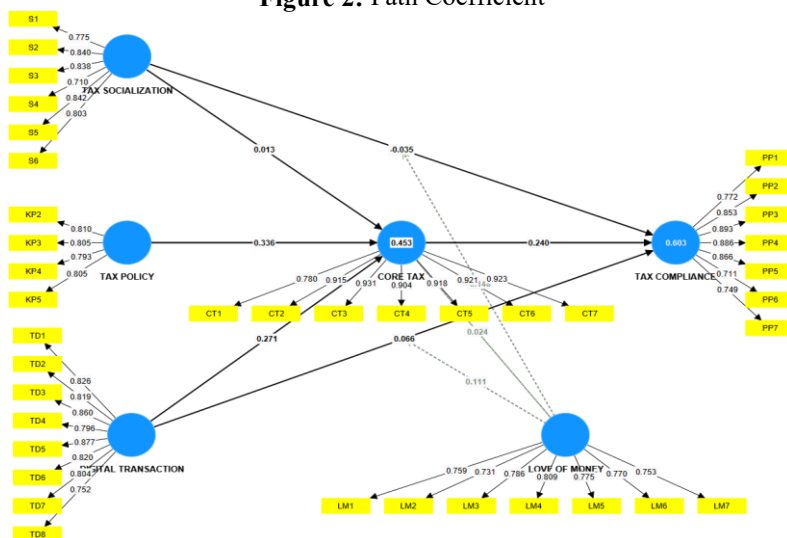 Figure 2. Path Coefficient
S1
S2
S3
S4
S5
S6
0.775
0.840
0.838
0.710
0.842
0.803
TAX SOCIALIZATION
0.013
-0.035
KP2
KP3
KP4
KP5
0.810
0.805
0.793
0.805
TAX POLICY
0.336
0.453
CORE TAX
0.240
0.780
0.915
0.931
0.904
0.918
0.921
0.923
CT1
CT2
CT3
CT4
CT5
CT6
CT7
0.603
TAX COMPLIANCE
0.772
0.853
0.893
0.886
0.866
0.711
0.749
PP1
PP2
PP3
PP4
PP5
PP6
PP7
TD1
TD2
TD3
TD4
TD5
TD6
TD7
TD8
0.826
0.819
0.860
0.796
0.877
0.820
0.804
0.752
DIGITAL TRANSACTION
0.271
0.066
0.024
0.111
LOVE OF MONEY
0.759
0.731
0.786
0.809
0.775
0.770
0.753
LM1
LM2
LM3
LM4
LM5
LM6
LM7